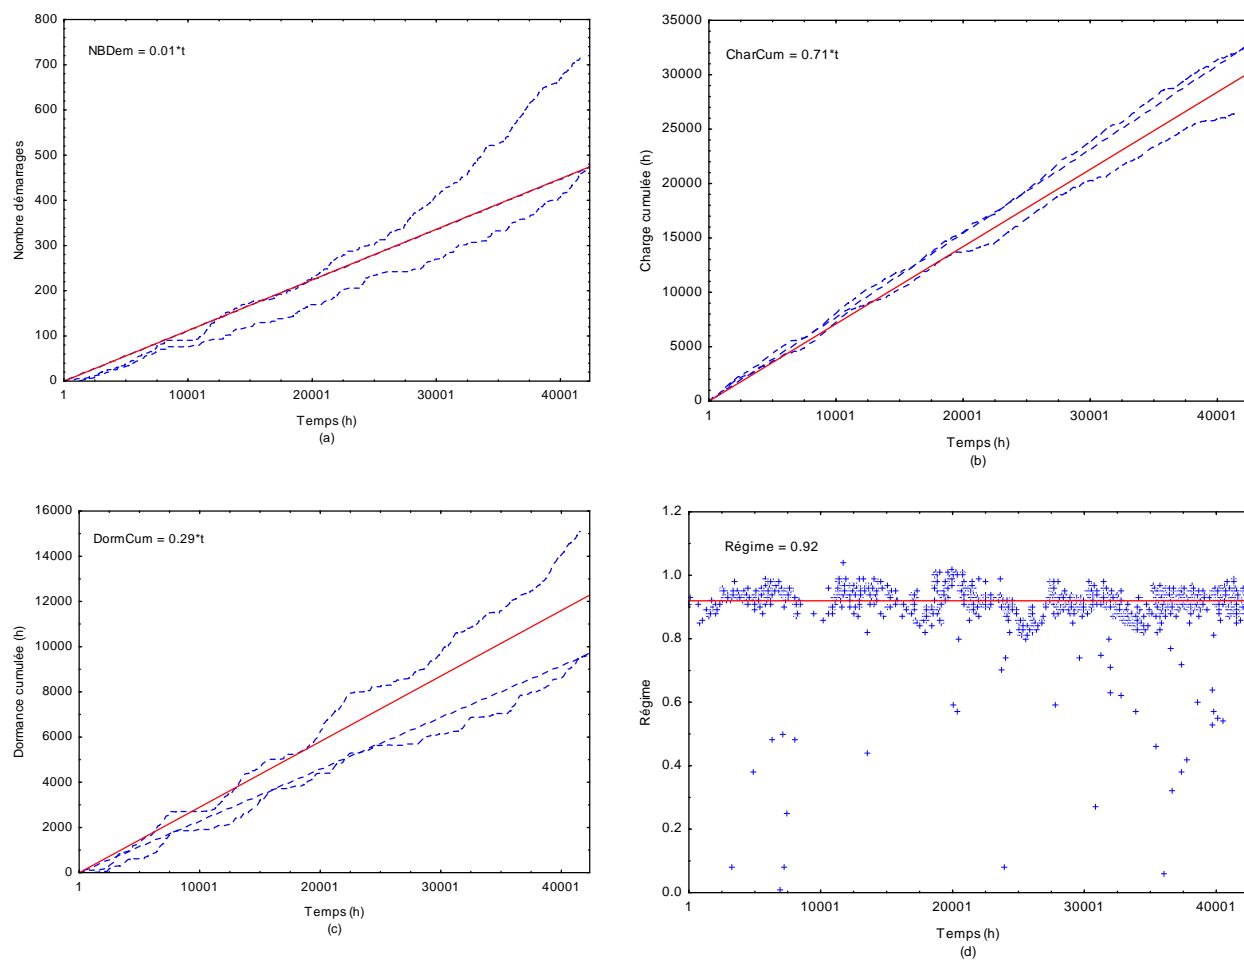 800
700
600
500
400
300
200
100
0
NBDem = 0.01*t
Nombre démarrages
1 10001 20001 30001 40001
Temps (h)
(a)
35000
30000
25000
20000
15000
10000
5000
0
CharCum = 0.71*t
Charge cumulée (h)
1 10001 20001 30001 40001
Temps (h)
(b)
16000
14000
12000
10000
8000
6000
4000
2000
0
DormCum = 0.29*t
Dormance cumulée (h)
1 10001 20001 30001 40001
Temps (h)
(c)
1.2
1.0
0.8
0.6
0.4
0.2
0.0
Régime = 0.92
Régime
1 10001 20001 30001 40001
Temps (h)
(d)